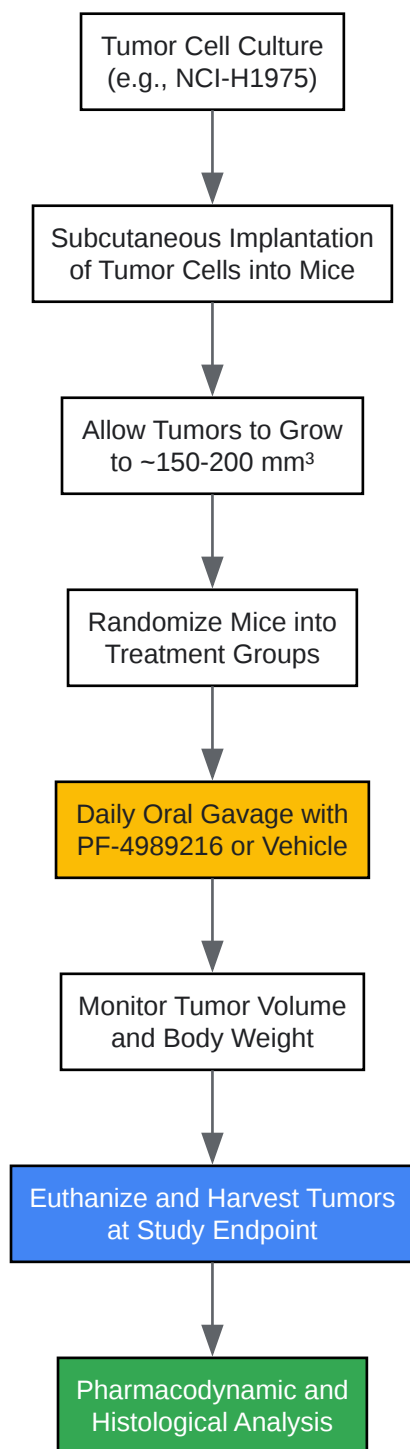 Tumor Cell Culture
(e.g., NCI-H1975)
Subcutaneous Implantation
of Tumor Cells into Mice
Allow Tumors to Grow
to ~150-200 mm³
Randomize Mice into
Treatment Groups
Daily Oral Gavage with
PF-4989216 or Vehicle
Monitor Tumor Volume
and Body Weight
Euthanize and Harvest Tumors
at Study Endpoint
Pharmacodynamic and
Histological Analysis